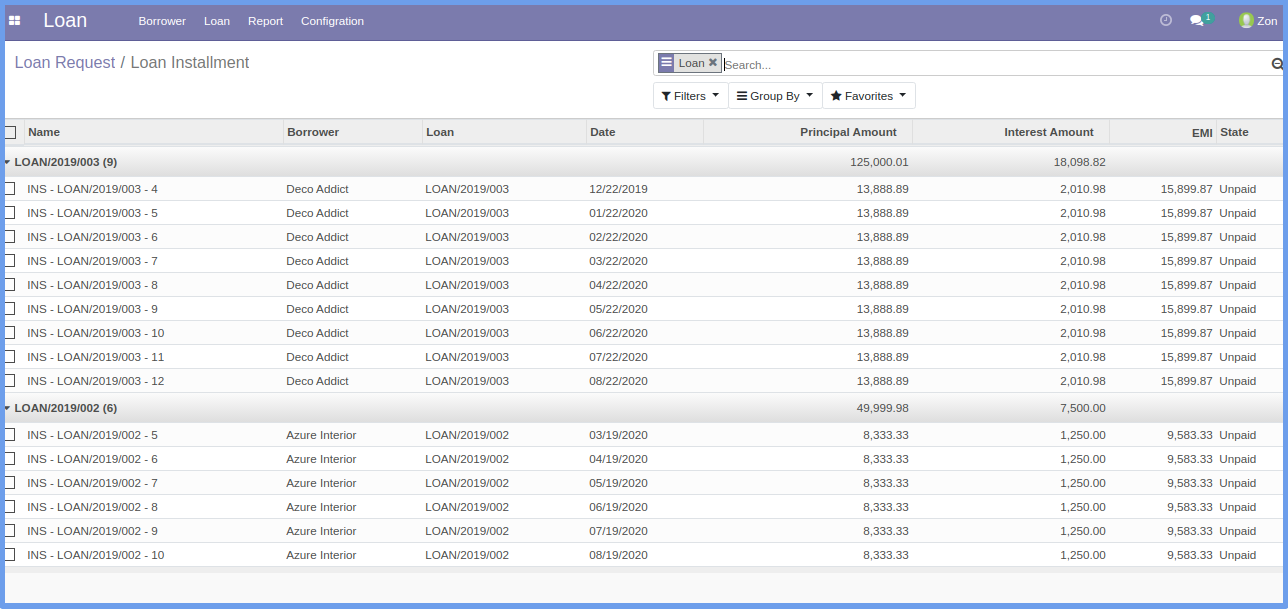 Loan Borrower Loan Report Configration 1 Zon
Loan Request / Loan Installment Loan Search...
Filters Group By Favorites
Name Borrower Loan Date Principal Amount Interest Amount EMI State
LOAN/2019/003 (9) 125,000.01 18,098.82
INS - LOAN/2019/003 - 4 Deco Addict LOAN/2019/003 12/22/2019 13,888.89 2,010.98 15,899.87 Unpaid
INS - LOAN/2019/003 - 5 Deco Addict LOAN/2019/003 01/22/2020 13,888.89 2,010.98 15,899.87 Unpaid
INS - LOAN/2019/003 - 6 Deco Addict LOAN/2019/003 02/22/2020 13,888.89 2,010.98 15,899.87 Unpaid
INS - LOAN/2019/003 - 7 Deco Addict LOAN/2019/003 03/22/2020 13,888.89 2,010.98 15,899.87 Unpaid
INS - LOAN/2019/003 - 8 Deco Addict LOAN/2019/003 04/22/2020 13,888.89 2,010.98 15,899.87 Unpaid
INS - LOAN/2019/003 - 9 Deco Addict LOAN/2019/003 05/22/2020 13,888.89 2,010.98 15,899.87 Unpaid
INS - LOAN/2019/003 - 10 Deco Addict LOAN/2019/003 06/22/2020 13,888.89 2,010.98 15,899.87 Unpaid
INS - LOAN/2019/003 - 11 Deco Addict LOAN/2019/003 07/22/2020 13,888.89 2,010.98 15,899.87 Unpaid
INS - LOAN/2019/003 - 12 Deco Addict LOAN/2019/003 08/22/2020 13,888.89 2,010.98 15,899.87 Unpaid
LOAN/2019/002 (6) 49,999.98 7,500.00
INS - LOAN/2019/002 - 5 Azure Interior LOAN/2019/002 03/19/2020 8,333.33 1,250.00 9,583.33 Unpaid
INS - LOAN/2019/002 - 6 Azure Interior LOAN/2019/002 04/19/2020 8,333.33 1,250.00 9,583.33 Unpaid
INS - LOAN/2019/002 - 7 Azure Interior LOAN/2019/002 05/19/2020 8,333.33 1,250.00 9,583.33 Unpaid
INS - LOAN/2019/002 - 8 Azure Interior LOAN/2019/002 06/19/2020 8,333.33 1,250.00 9,583.33 Unpaid
INS - LOAN/2019/002 - 9 Azure Interior LOAN/2019/002 07/19/2020 8,333.33 1,250.00 9,583.33 Unpaid
INS - LOAN/2019/002 - 10 Azure Interior LOAN/2019/002 08/19/2020 8,333.33 1,250.00 9,583.33 Unpaid